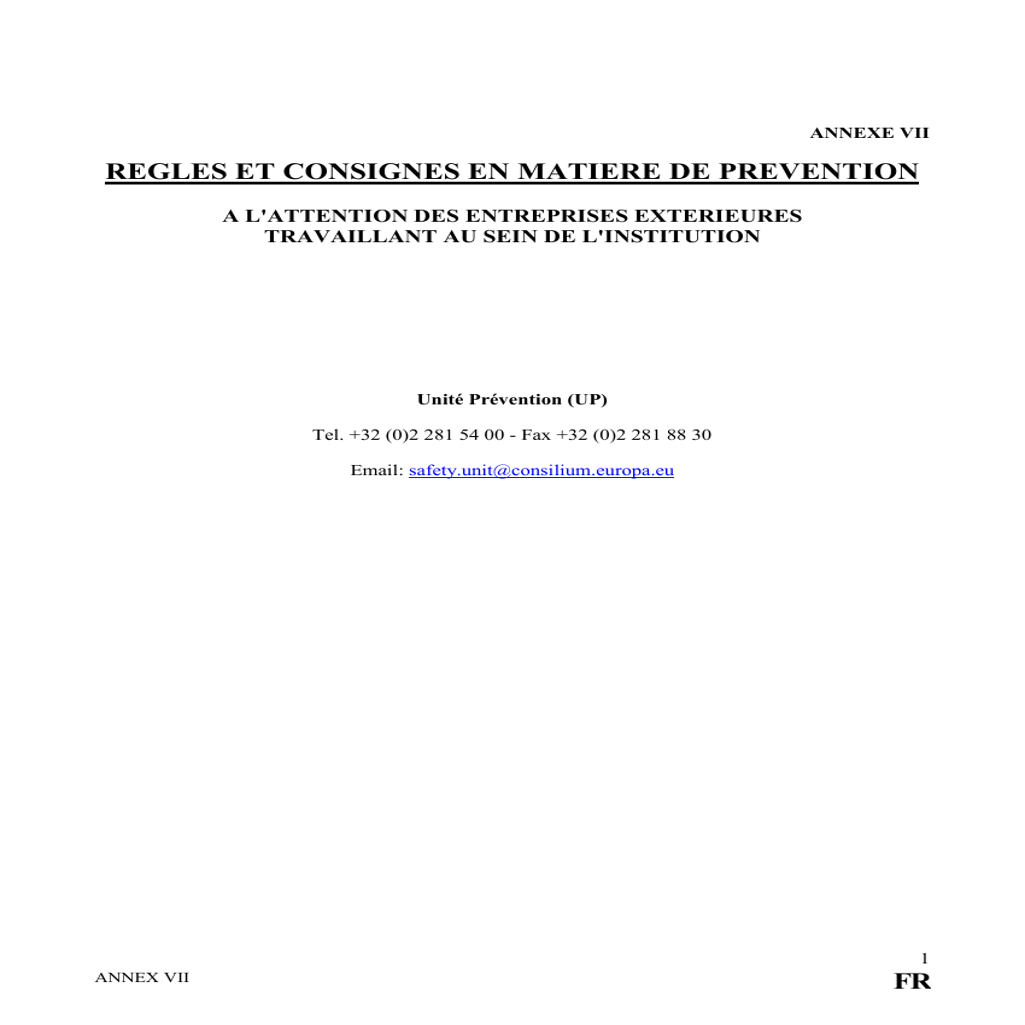 ANNEXE VII
REGLES ET CONSIGNES EN MATIERE DE PREVENTION
A L'ATTENTION DES ENTREPRISES EXTERIEURES
TRAVAILLANT AU SEIN DE L'INSTITUTION
Unité Prévention (UP)
Tel. +32 (0)2 281 54 00 - Fax +32 (0)2 281 88 30
Email: safety.unit@consilium.europa.eu
1
ANNEX VII
FR